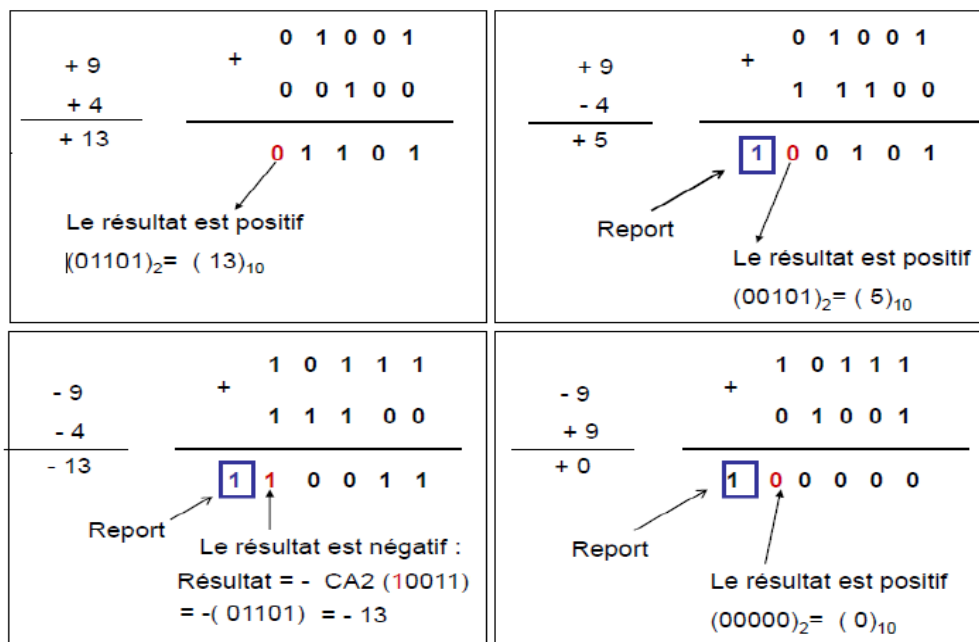 0 1 0 0 1
+ 9
+
+ 4
0 0 1 0 0
+ 13
0 1 1 0 1
Le résultat est positif
(01101)2= ( 13)10
0 1 0 0 1
+ 9
+
- 4
1 1 1 0 0
+ 5
1 0 0 1 0 1
Report
Le résultat est positif
(00101)2= ( 5)10
1 0 1 1 1
- 9
+
- 4
1 1 1 0 0
- 13
1 1 0 0 1 1
Report
Le résultat est négatif :
Résultat = - CA2 (10011)
= -( 01101) = - 13
1 0 1 1 1
- 9
+
+ 9
0 1 0 0 1
+ 0
1 0 0 0 0 0
Report
Le résultat est positif
(00000)2= ( 0)10